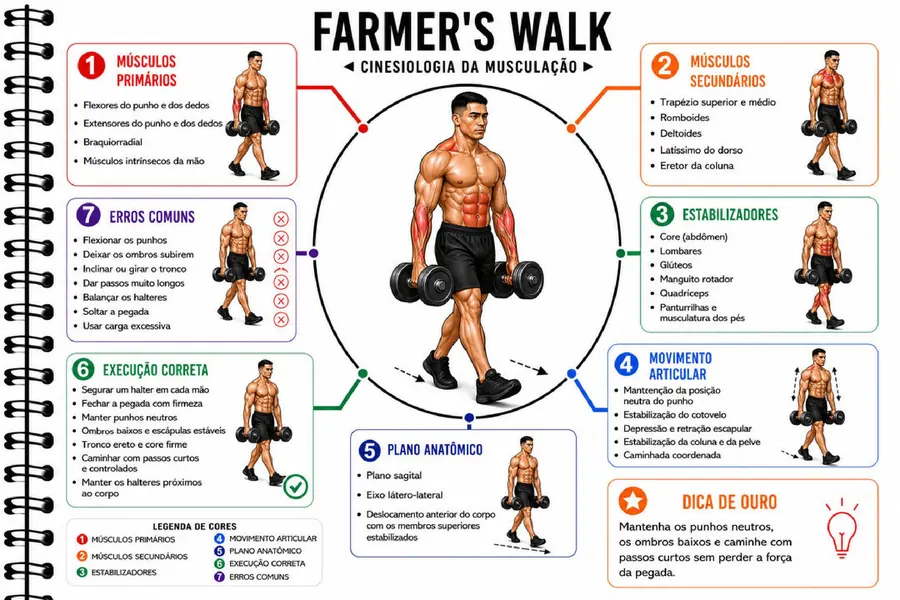 FARMER'S WALK
CINESIOLOGIA DA MUSCULAÇÃO
1 MÚSCULOS
PRIMÁRIOS
• Flexores do punho e dos dedos
• Extensores do punho e dos dedos
• Braquiorradial
• Músculos intrínsecos da mão
2 MÚSCULOS
SECUNDÁRIOS
• Trapézio superior e médio
• Romboides
• Deltoides
• Latíssimo do dorso
• Eretor da coluna
3 ESTABILIZADORES
• Core (abdômen)
• Lombares
• Glúteos
• Manguito rotador
• Quadríceps
• Panturrilhas e
musculatura dos pés
4 MOVIMENTO
ARTICULAR
• Mantenção da posição
neutra do punho
• Estabilização do cotovelo
• Depressão e retração escapular
• Estabilização da coluna e da pelve
• Caminhada coordenada
5 PLANO ANATÔMICO
• Plano sagital
• Eixo látero-lateral
• Deslocamento anterior do corpo
com os membros superiores
estabilizados
6 EXECUÇÃO CORRETA
• Segurar um halter em cada mão
• Fechar a pegada com firmeza
• Manter punhos neutros
• Ombros baixos e escápulas estáveis
• Tronco ereto e core firme
• Caminhar com passos curtos
e controlados
• Manter os halteres próximos
ao corpo
7 ERROS COMUNS
• Flexionar os punhos
• Deixar os ombros subirem
• Inclinar ou girar o tronco
• Dar passos muito longos
• Balançar os halteres
• Soltar a pegada
• Usar carga excessiva
LEGENDA DE CORES
1 MÚSCULOS PRIMÁRIOS
2 MÚSCULOS SECUNDÁRIOS
3 ESTABILIZADORES
4 MOVIMENTO ARTICULAR
5 PLANO ANATÔMICO
6 EXECUÇÃO CORRETA
7 ERROS COMUNS
DICA DE OURO
Mantenha os punhos neutros,
os ombros baixos e caminhe com
passos curtos sem perder a força
da pegada.